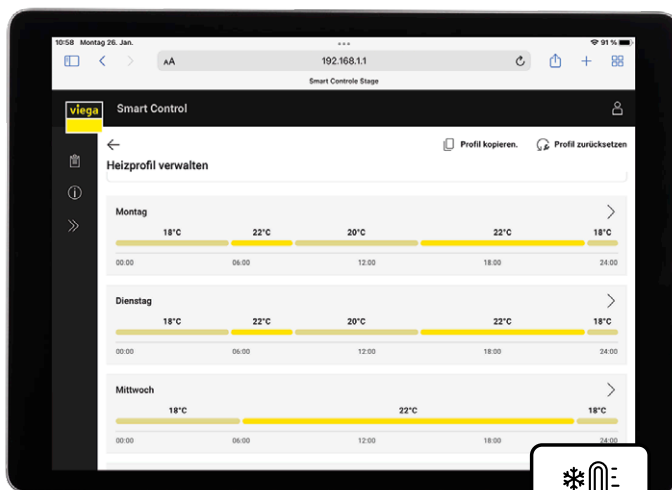 10:58 Montag 26. Jan.
91 %
AA
192.168.1.1
Smart Controle Stage
viega
Smart Control
Profil kopieren.
Profil zurücksetzen
Heizprofil verwalten
Montag
18°C 22°C 20°C 22°C 18°C
00:00 06:00 12:00 18:00 24:00
Dienstag
18°C 22°C 20°C 22°C 18°C
00:00 06:00 12:00 18:00 24:00
Mittwoch
18°C 22°C 18°C
00:00 06:00 12:00 18:00 24:00